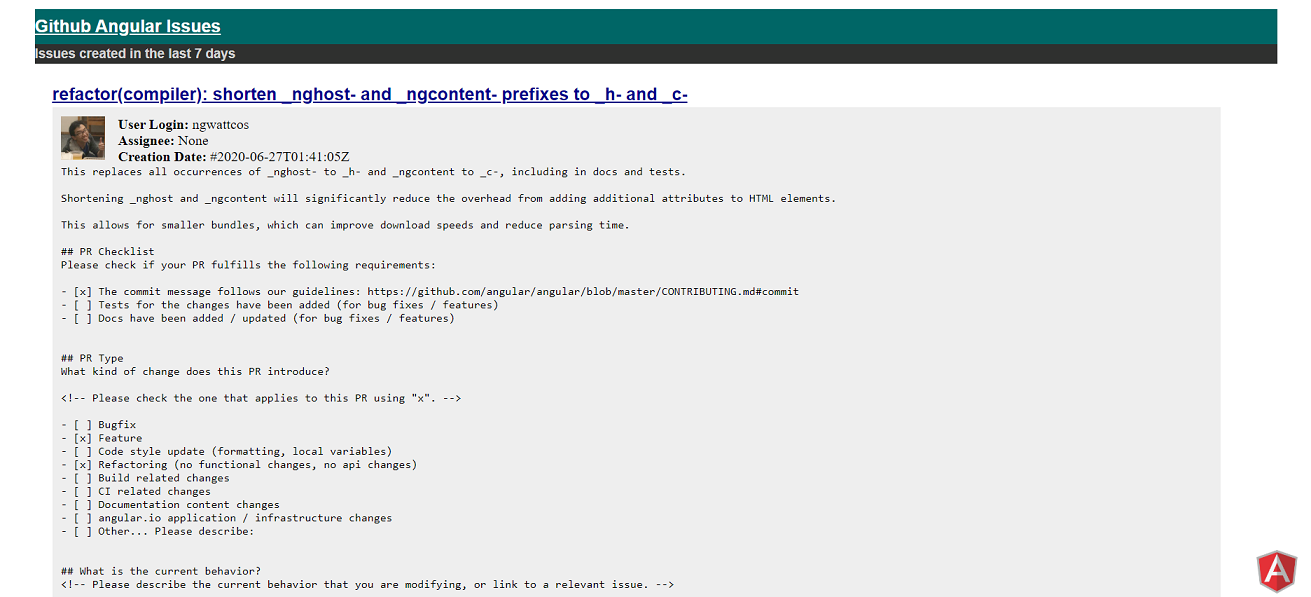 Github Angular Issues
Issues created in the last 7 days
refactor(compiler): shorten _nghost- and _ngcontent- prefixes to _h- and _c-
User Login: ngwattcos
Assignee: None
Creation Date: #2020-06-27T01:41:05Z
This replaces all occurrences of _nghost- to _h- and _ngcontent to _c-, including in docs and tests.
Shortening _nghost and _ngcontent will significantly reduce the overhead from adding additional attributes to HTML elements.
This allows for smaller bundles, which can improve download speeds and reduce parsing time.
## PR Checklist
Please check if your PR fulfills the following requirements:
- [x] The commit message follows our guidelines: https://github.com/angular/angular/blob/master/CONTRIBUTING.md#commit
- [ ] Tests for the changes have been added (for bug fixes / features)
- [ ] Docs have been added / updated (for bug fixes / features)
## PR Type
What kind of change does this PR introduce?
<!-- Please check the one that applies to this PR using "x". -->
- [ ] Bugfix
- [x] Feature
- [ ] Code style update (formatting, local variables)
- [x] Refactoring (no functional changes, no api changes)
- [ ] Build related changes
- [ ] CI related changes
- [ ] Documentation content changes
- [ ] angular.io application / infrastructure changes
- [ ] Other... Please describe:
## What is the current behavior?
<!-- Please describe the current behavior that you are modifying, or link to a relevant issue. -->
A